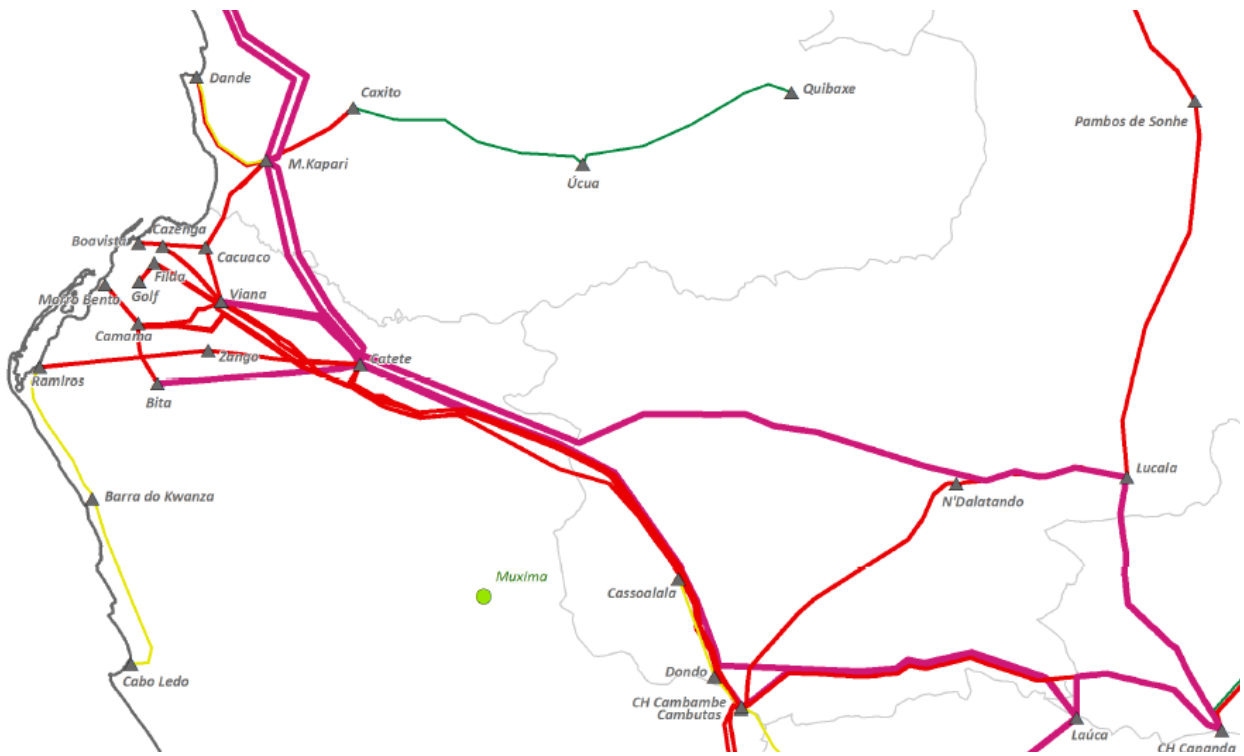 Dande
Caxito
Quibaxe
Pambos de Sonhe
M.Kapari
Úcua
Cazenga
Boavista
Cacuaco
Filda
Golf
Morro Bento
Viana
Camama
Zango
Catete
Ramiros
Bita
Lucala
Barra do Kwanza
N'Dalatando
Muxima
Cassoalala
Dondo
Cabo Ledo
CH Cambambe
Cambutas
Laúca
CH Capanda